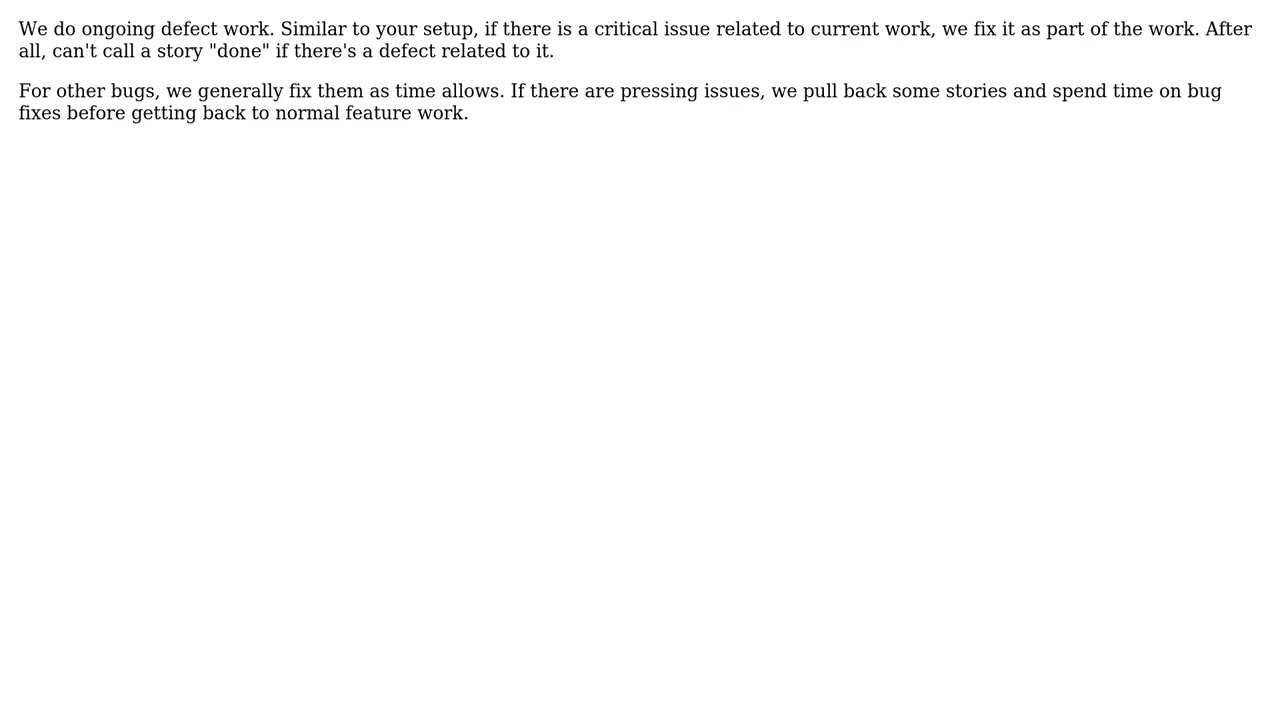 We do ongoing defect work. Similar to your setup, if there is a critical issue related to current work, we fix it as part of the work. After
all, can't call a story "done" if there's a defect related to it.
For other bugs, we generally fix them as time allows. If there are pressing issues, we pull back some stories and spend time on bug
fixes before getting back to normal feature work.